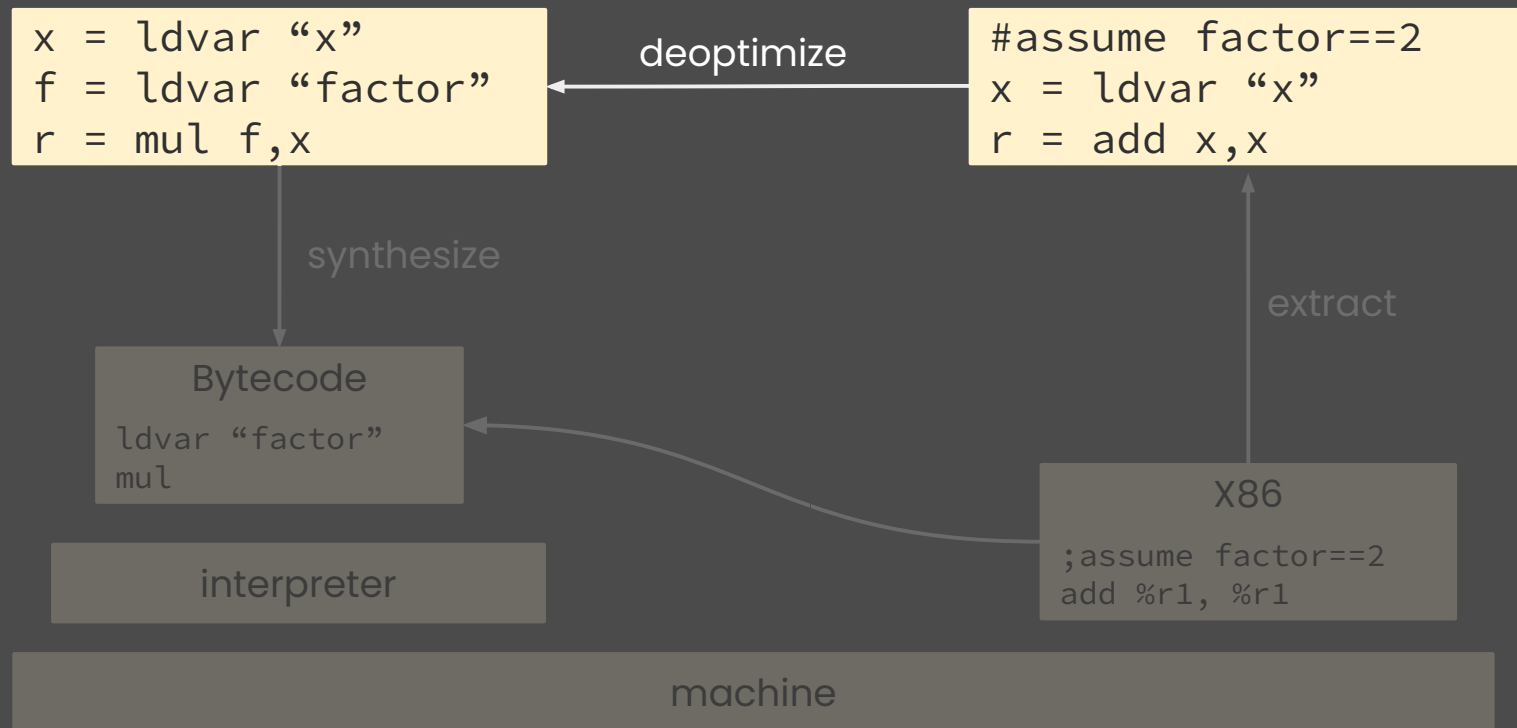 x = ldvar “x”
f = ldvar “factor”
r = mul f,x
deoptimize
#assume factor==2
x = ldvar “x”
r = add x,x
synthesize
extract
Bytecode
ldvar “factor”
mul
X86
;assume factor==2
add %r1, %r1
interpreter
machine